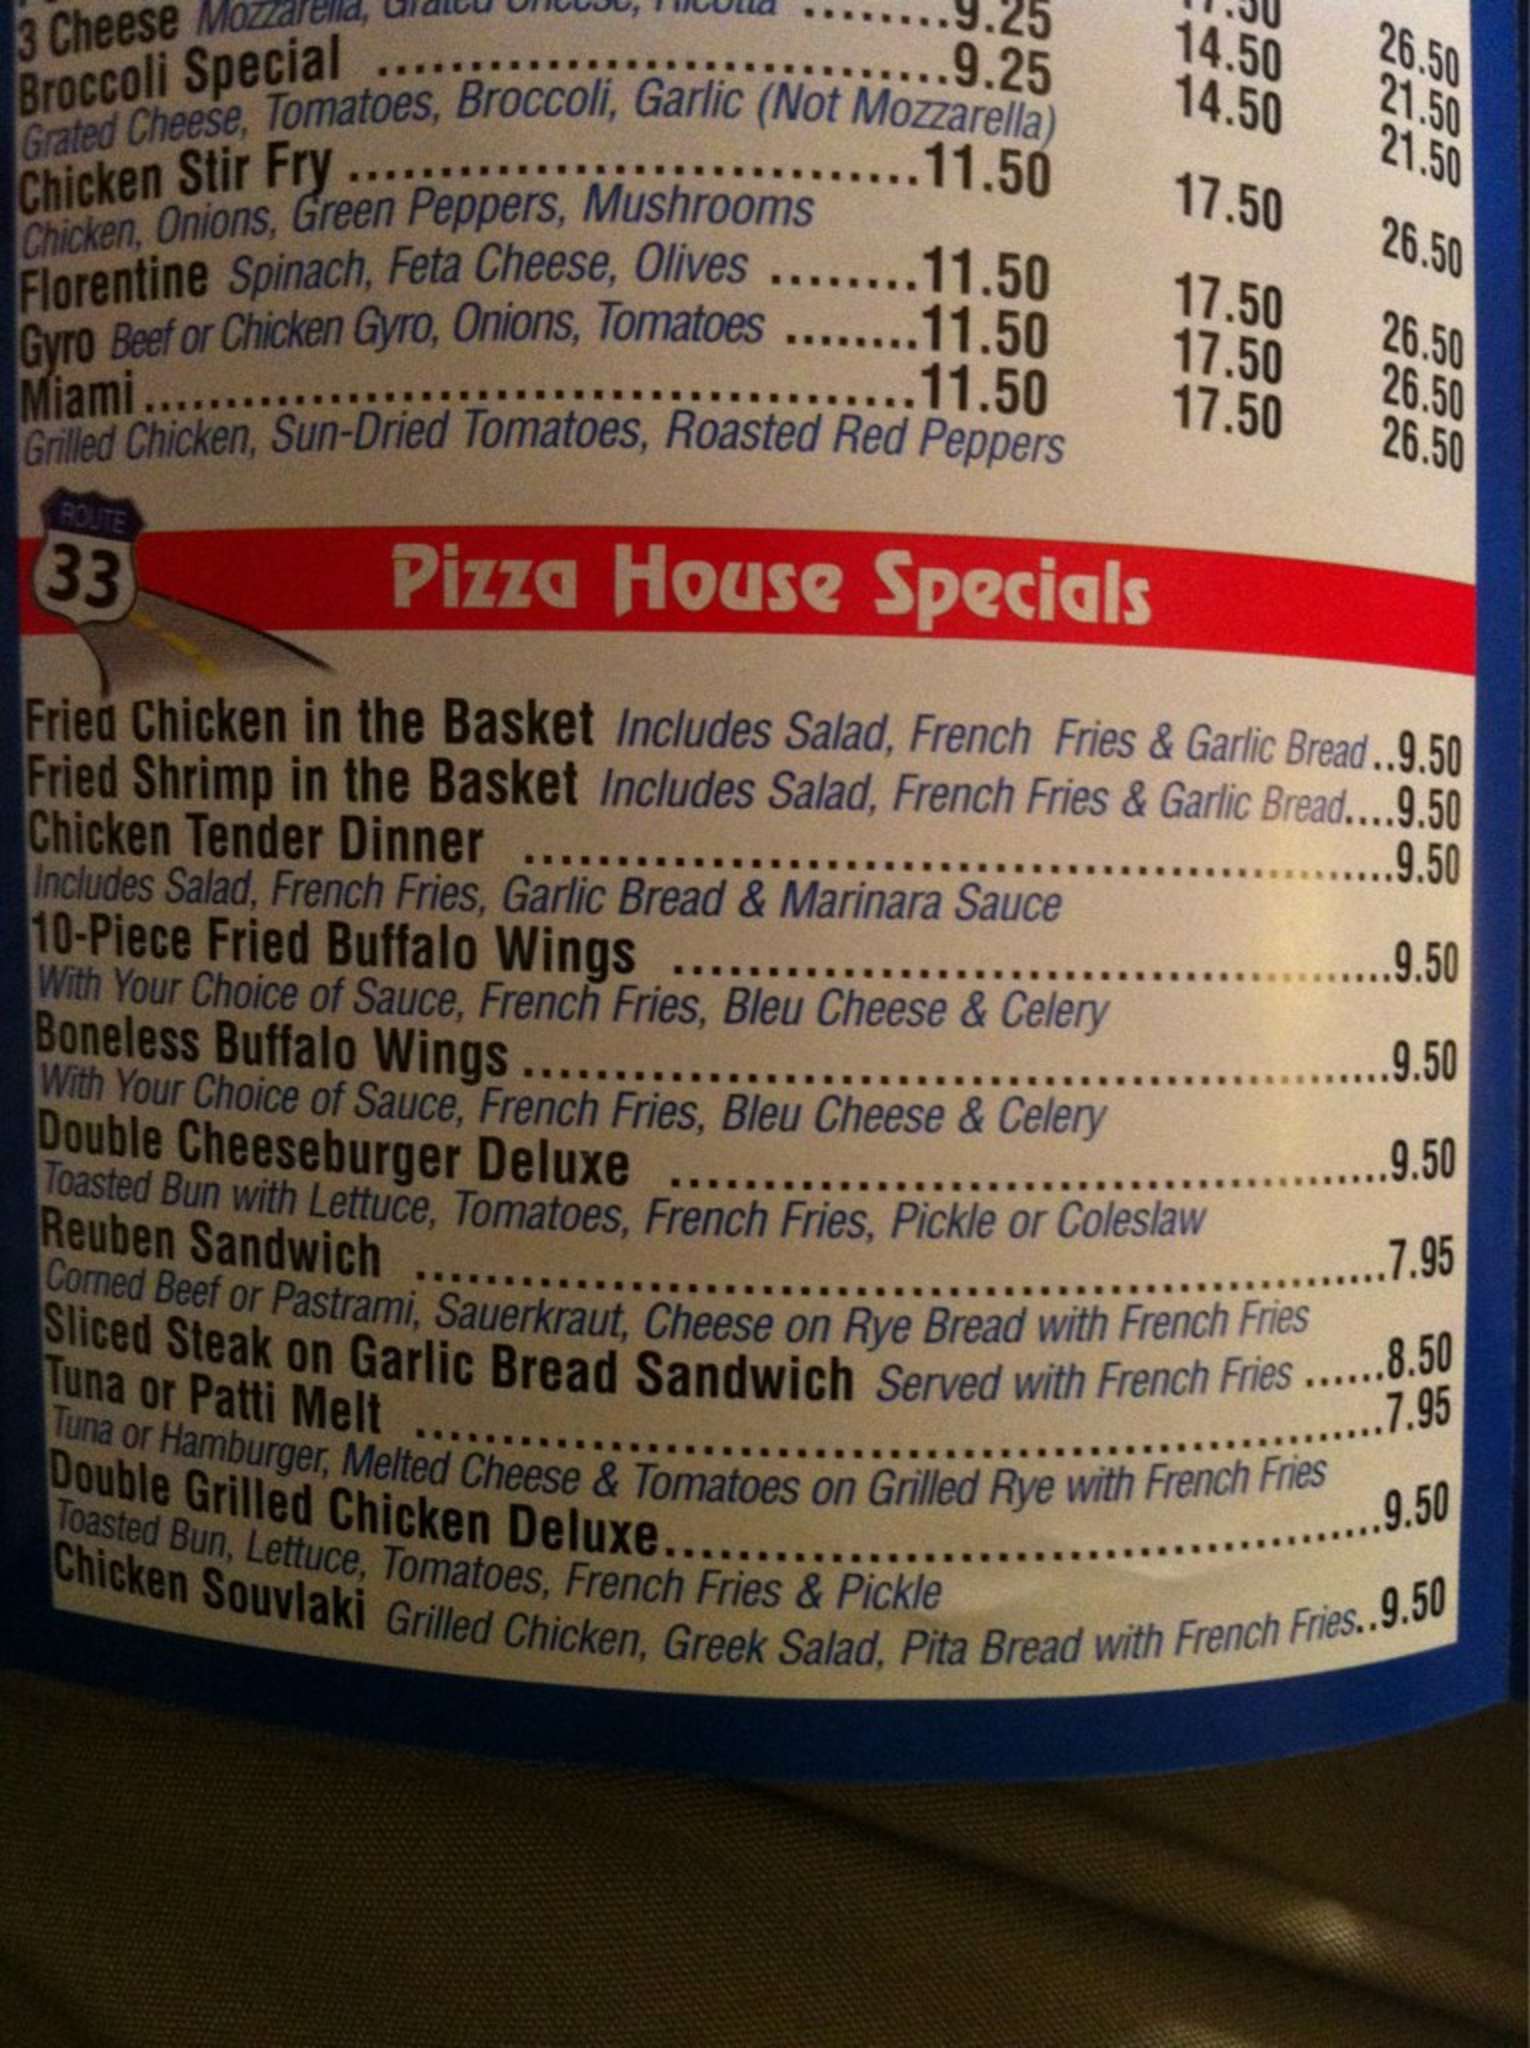 3 Cheese Mozzarella, Grated Cheese, Ricotta ........9.25 14.50 21.50
Broccoli Special ..............................9.25 14.50 21.50
Grated Cheese, Tomatoes, Broccoli, Garlic (Not Mozzarella)
Chicken Stir Fry ..............................11.50 17.50 26.50
Chicken, Onions, Green Peppers, Mushrooms
Florentine Spinach, Feta Cheese, Olives ........11.50 17.50 26.50
Gyro Beef or Chicken Gyro, Onions, Tomatoes ........11.50 17.50 26.50
Miami..........................................11.50 17.50 26.50
Grilled Chicken, Sun-Dried Tomatoes, Roasted Red Peppers
ROUTE
33
Pizza House Specials
Fried Chicken in the Basket Includes Salad, French Fries & Garlic Bread..9.50
Fried Shrimp in the Basket Includes Salad, French Fries & Garlic Bread....9.50
Chicken Tender Dinner ..................................................9.50
Includes Salad, French Fries, Garlic Bread & Marinara Sauce
10-Piece Fried Buffalo Wings ..........................................9.50
With Your Choice of Sauce, French Fries, Bleu Cheese & Celery
Boneless Buffalo Wings..................................................9.50
With Your Choice of Sauce, French Fries, Bleu Cheese & Celery
Double Cheeseburger Deluxe ..........................................9.50
Toasted Bun with Lettuce, Tomatoes, French Fries, Pickle or Coleslaw
Reuben Sandwich ......................................................7.95
Corned Beef or Pastrami, Sauerkraut, Cheese on Rye Bread with French Fries
Sliced Steak on Garlic Bread Sandwich Served with French Fries ......8.50
Tuna or Patti Melt ......................................................7.95
Tuna or Hamburger, Melted Cheese & Tomatoes on Grilled Rye with French Fries
Double Grilled Chicken Deluxe..........................................9.50
Toasted Bun, Lettuce, Tomatoes, French Fries & Pickle
Chicken Souvlaki Grilled Chicken, Greek Salad, Pita Bread with French Fries..9.50